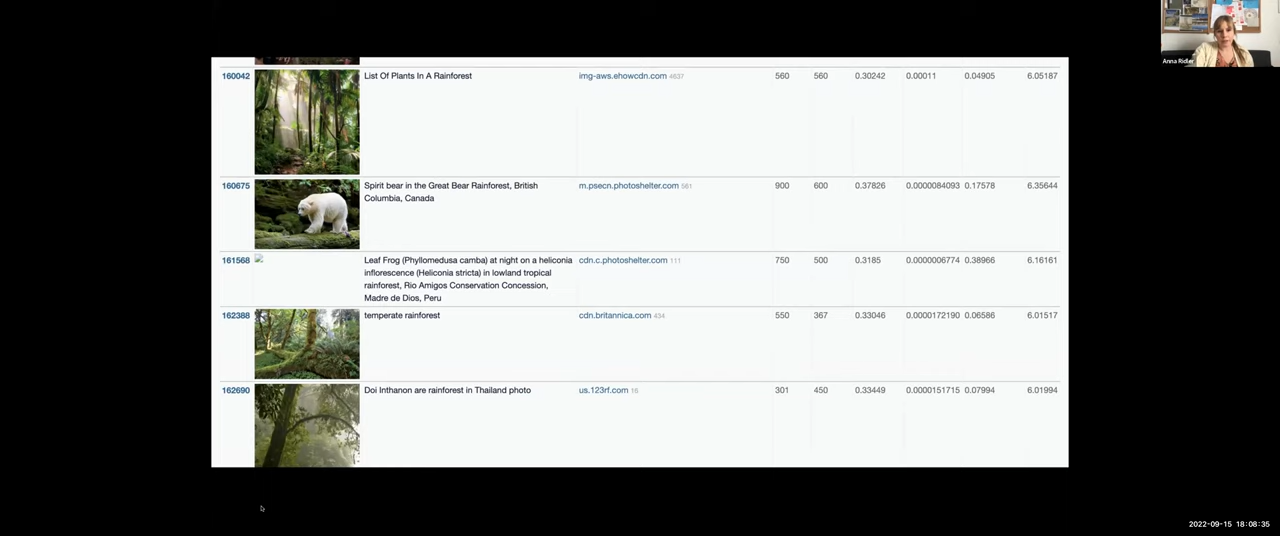 Anna Ridler
160042 List Of Plants In A Rainforest img-aws.ehowcdn.com 4637 560 560 0.30242 0.00011 0.04905 6.05187
160675 Spirit bear in the Great Bear Rainforest, British m.psecn.photoshelter.com 561 900 600 0.37826 0.0000084093 0.17578 6.35644
Columbia, Canada
161568 Leaf Frog (Phyllomedusa camba) at night on a heliconia cdn.c.photoshelter.com 111 750 500 0.3185 0.0000006774 0.38966 6.16161
inflorescence (Heliconia stricta) in lowland tropical
rainforest, Rio Amigos Conservation Concession,
Madre de Dios, Peru
162388 temperate rainforest cdn.britannica.com 434 550 367 0.33046 0.0000172190 0.06586 6.01517
162690 Doi Inthanon are rainforest in Thailand photo us.123rf.com 16 301 450 0.33449 0.0000151715 0.07994 6.01994
2022-09-15 18:08:35